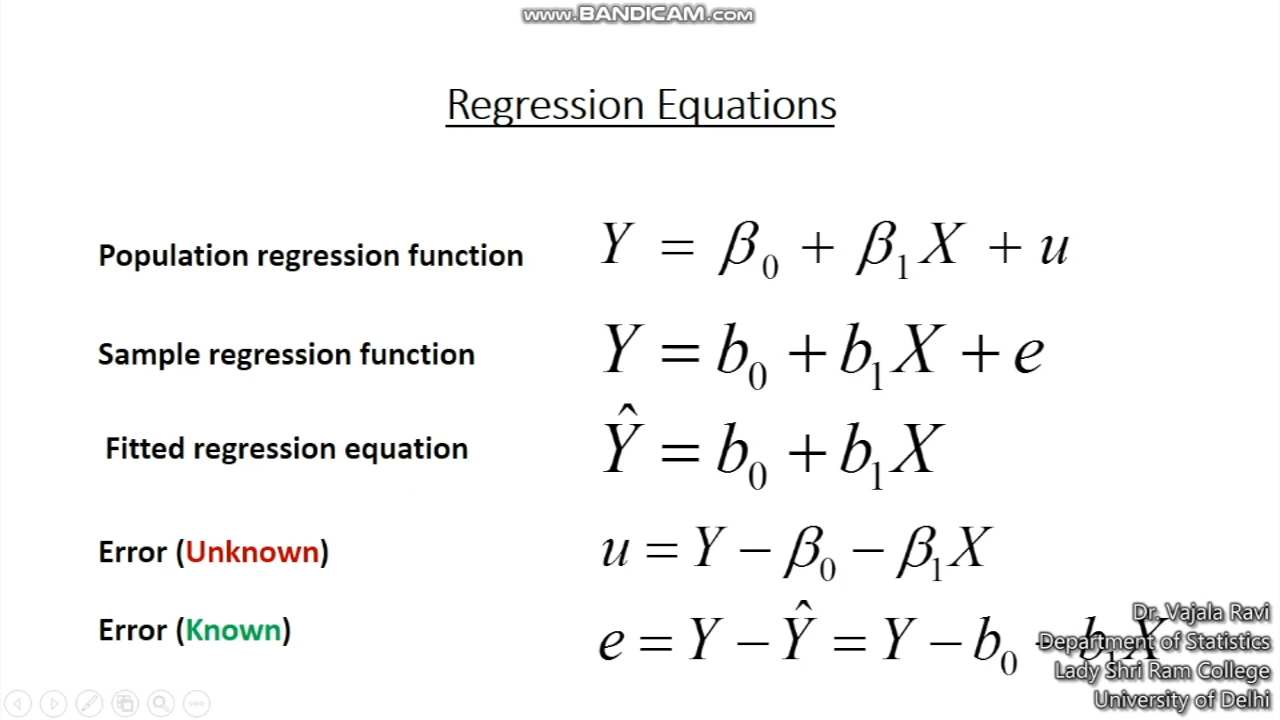 www.BANDICAM.com
Regression Equations
Population regression function Y = β₀ + β₁X + u
Sample regression function Y = b₀ + b₁X + e
Fitted regression equation Ŷ = b₀ + b₁X
Error (Unknown) u = Y − β₀ − β₁X
Error (Known) e = Y − Ŷ = Y − b₀ − b₁X
Dr. Vajala Ravi
Department of Statistics
Lady Shri Ram College
University of Delhi